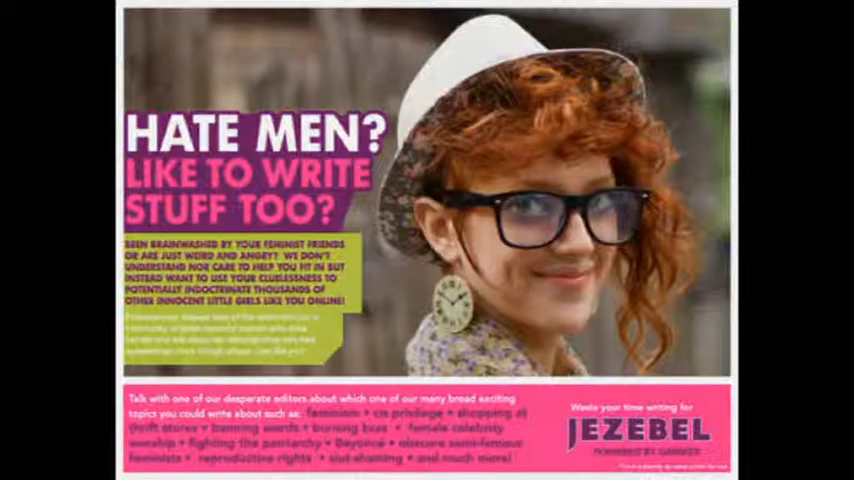 HATE MEN?
LIKE TO WRITE
STUFF TOO?
BEEN BRAINWASHED BY YOUR FEMINIST FRIENDS
OR ARE JUST WEIRD AND ANGRY? WE DON'T
UNDERSTAND NOR CARE TO HELP YOU FIT IN BUT
INSTEAD WANT TO USE YOUR CLUELESSNESS TO
POTENTIALLY INDOCTRINATE THOUSANDS OF
OTHER INNOCENT LITTLE GIRLS LIKE YOU ONLINE!
Talk with one of our desperate editors about which one of our many broad exciting
topics you could write about such as: feminism • cis privilege • shopping at
thrift stores • banning words • burning bras • female celebrity
worship • fighting the patriarchy • Beyoncé • obscure semi-famous
feminists • reproductive rights • slut-shaming • and much more!
Waste your time writing for
JEZEBEL
POWERED BY GAWKER